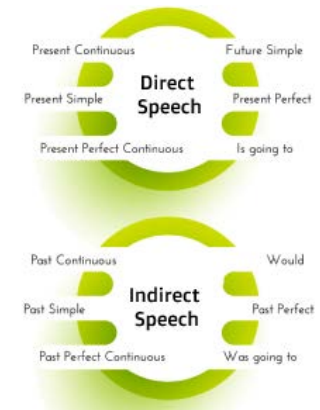 Present Continuous
Future Simple
Direct
Speech
Present Simple
Present Perfect
Present Perfect Continuous
Is going to
Past Continuous
Would
Indirect
Speech
Past Simple
Past Perfect
Past Perfect Continuous
Was going to